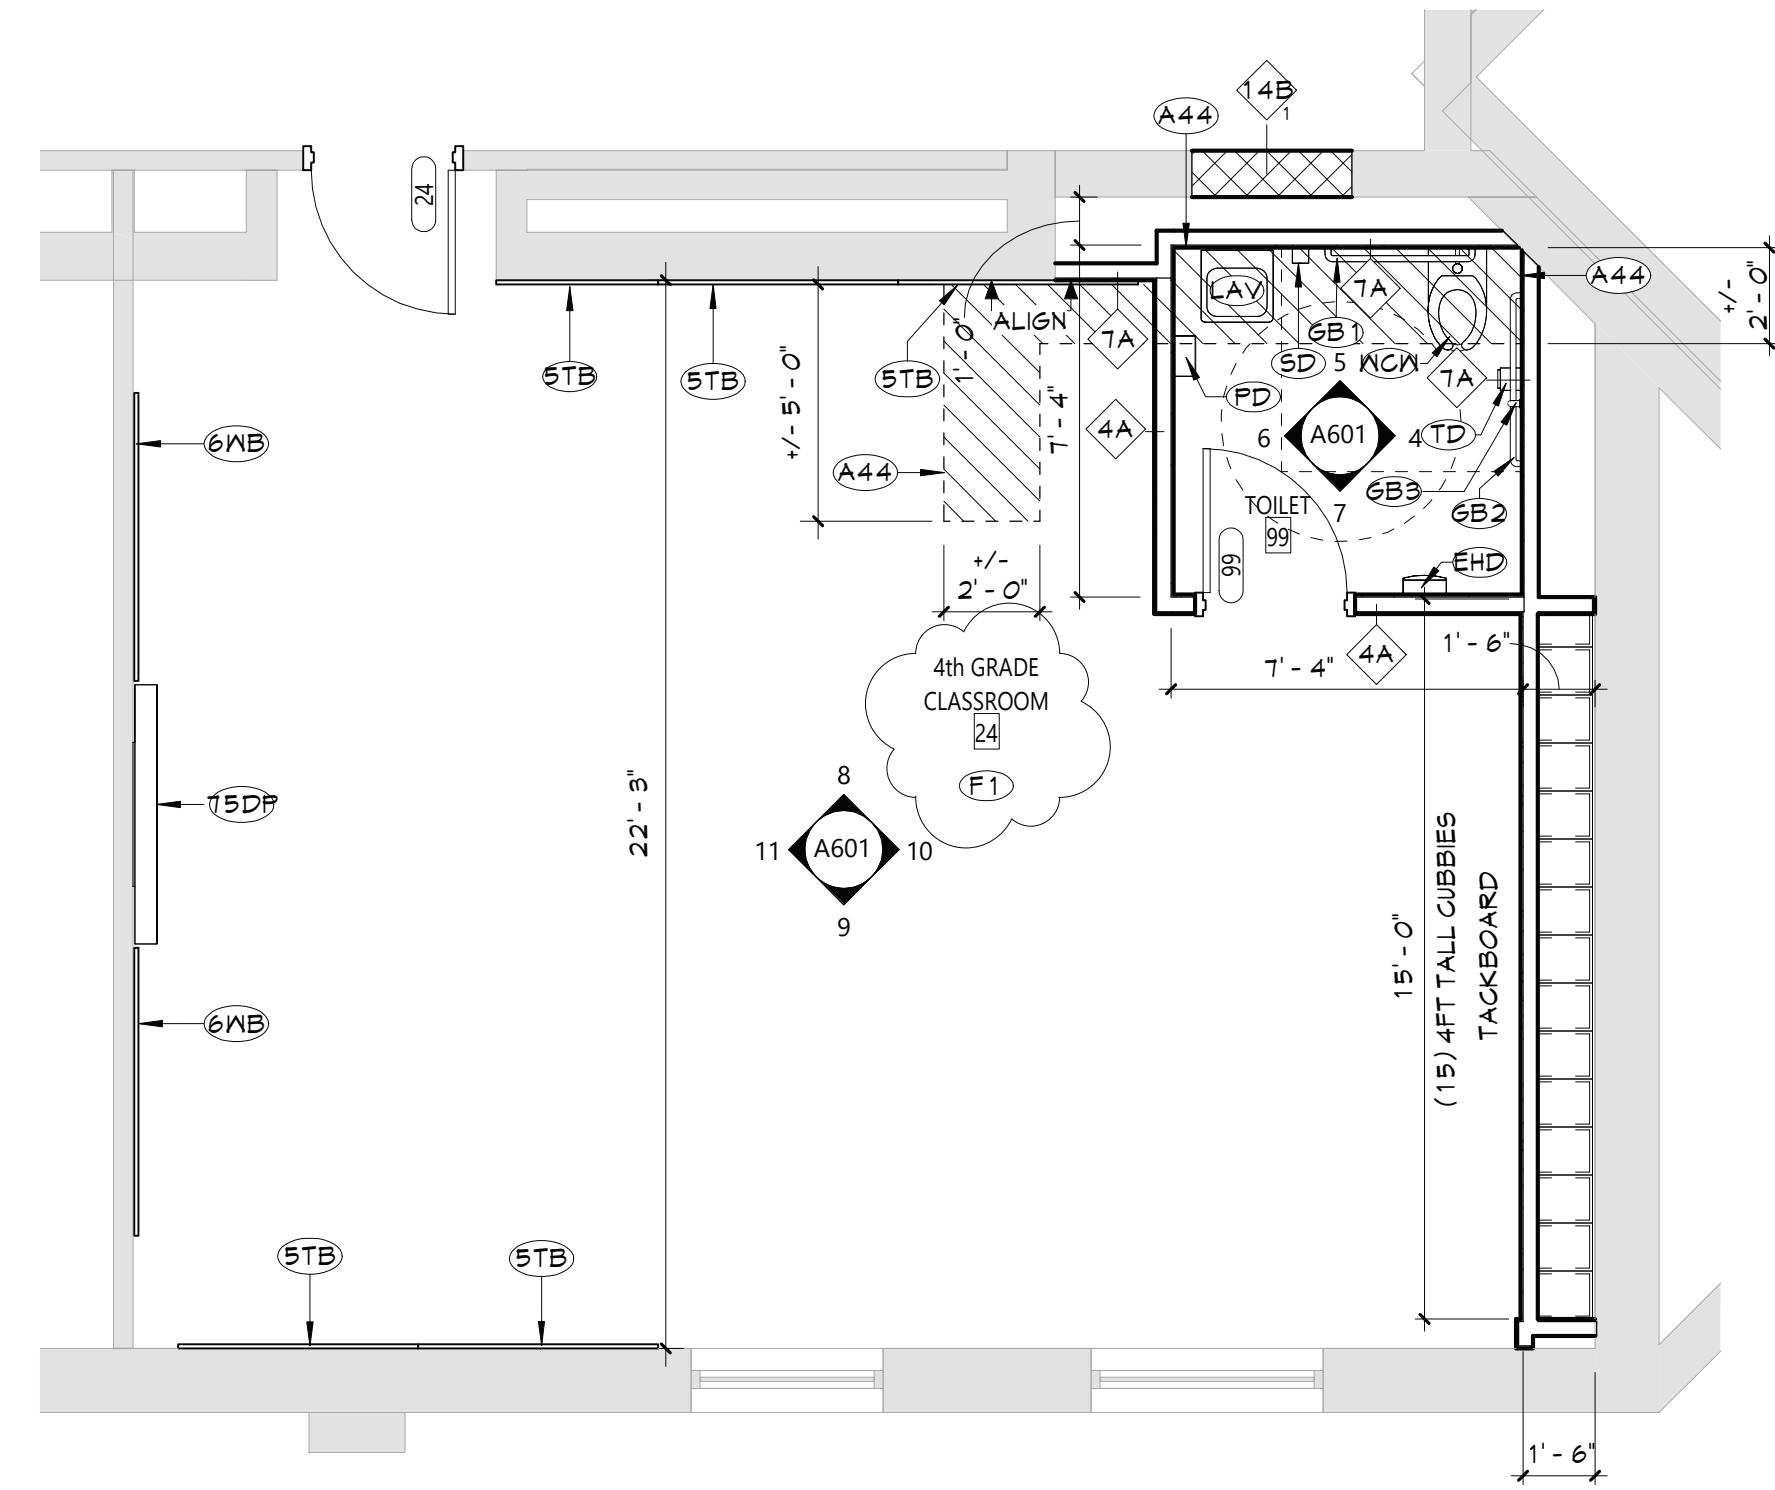 14B
1
A44
24
LAV
7A
A44
+/-
2' - 0"
ALIGN
1' - 0"
7A
GB1
SD
5
WCW
7A
5TB
5TB
5TB
+/- 5' - 0"
7' - 4"
PD
4A
6
A601
4
TD
6WB
A44
GB3
GB2
TOILET
99
7
99
EHD
+/-
2' - 0"
4th GRADE
CLASSROOM
24
F1
7' - 4"
4A
1' - 6"
75DP
22' - 3"
8
11
A601
10
9
15' - 0"
(15) 4FT TALL CUBBIES
TACKBOARD
6WB
5TB
5TB
1' - 6"